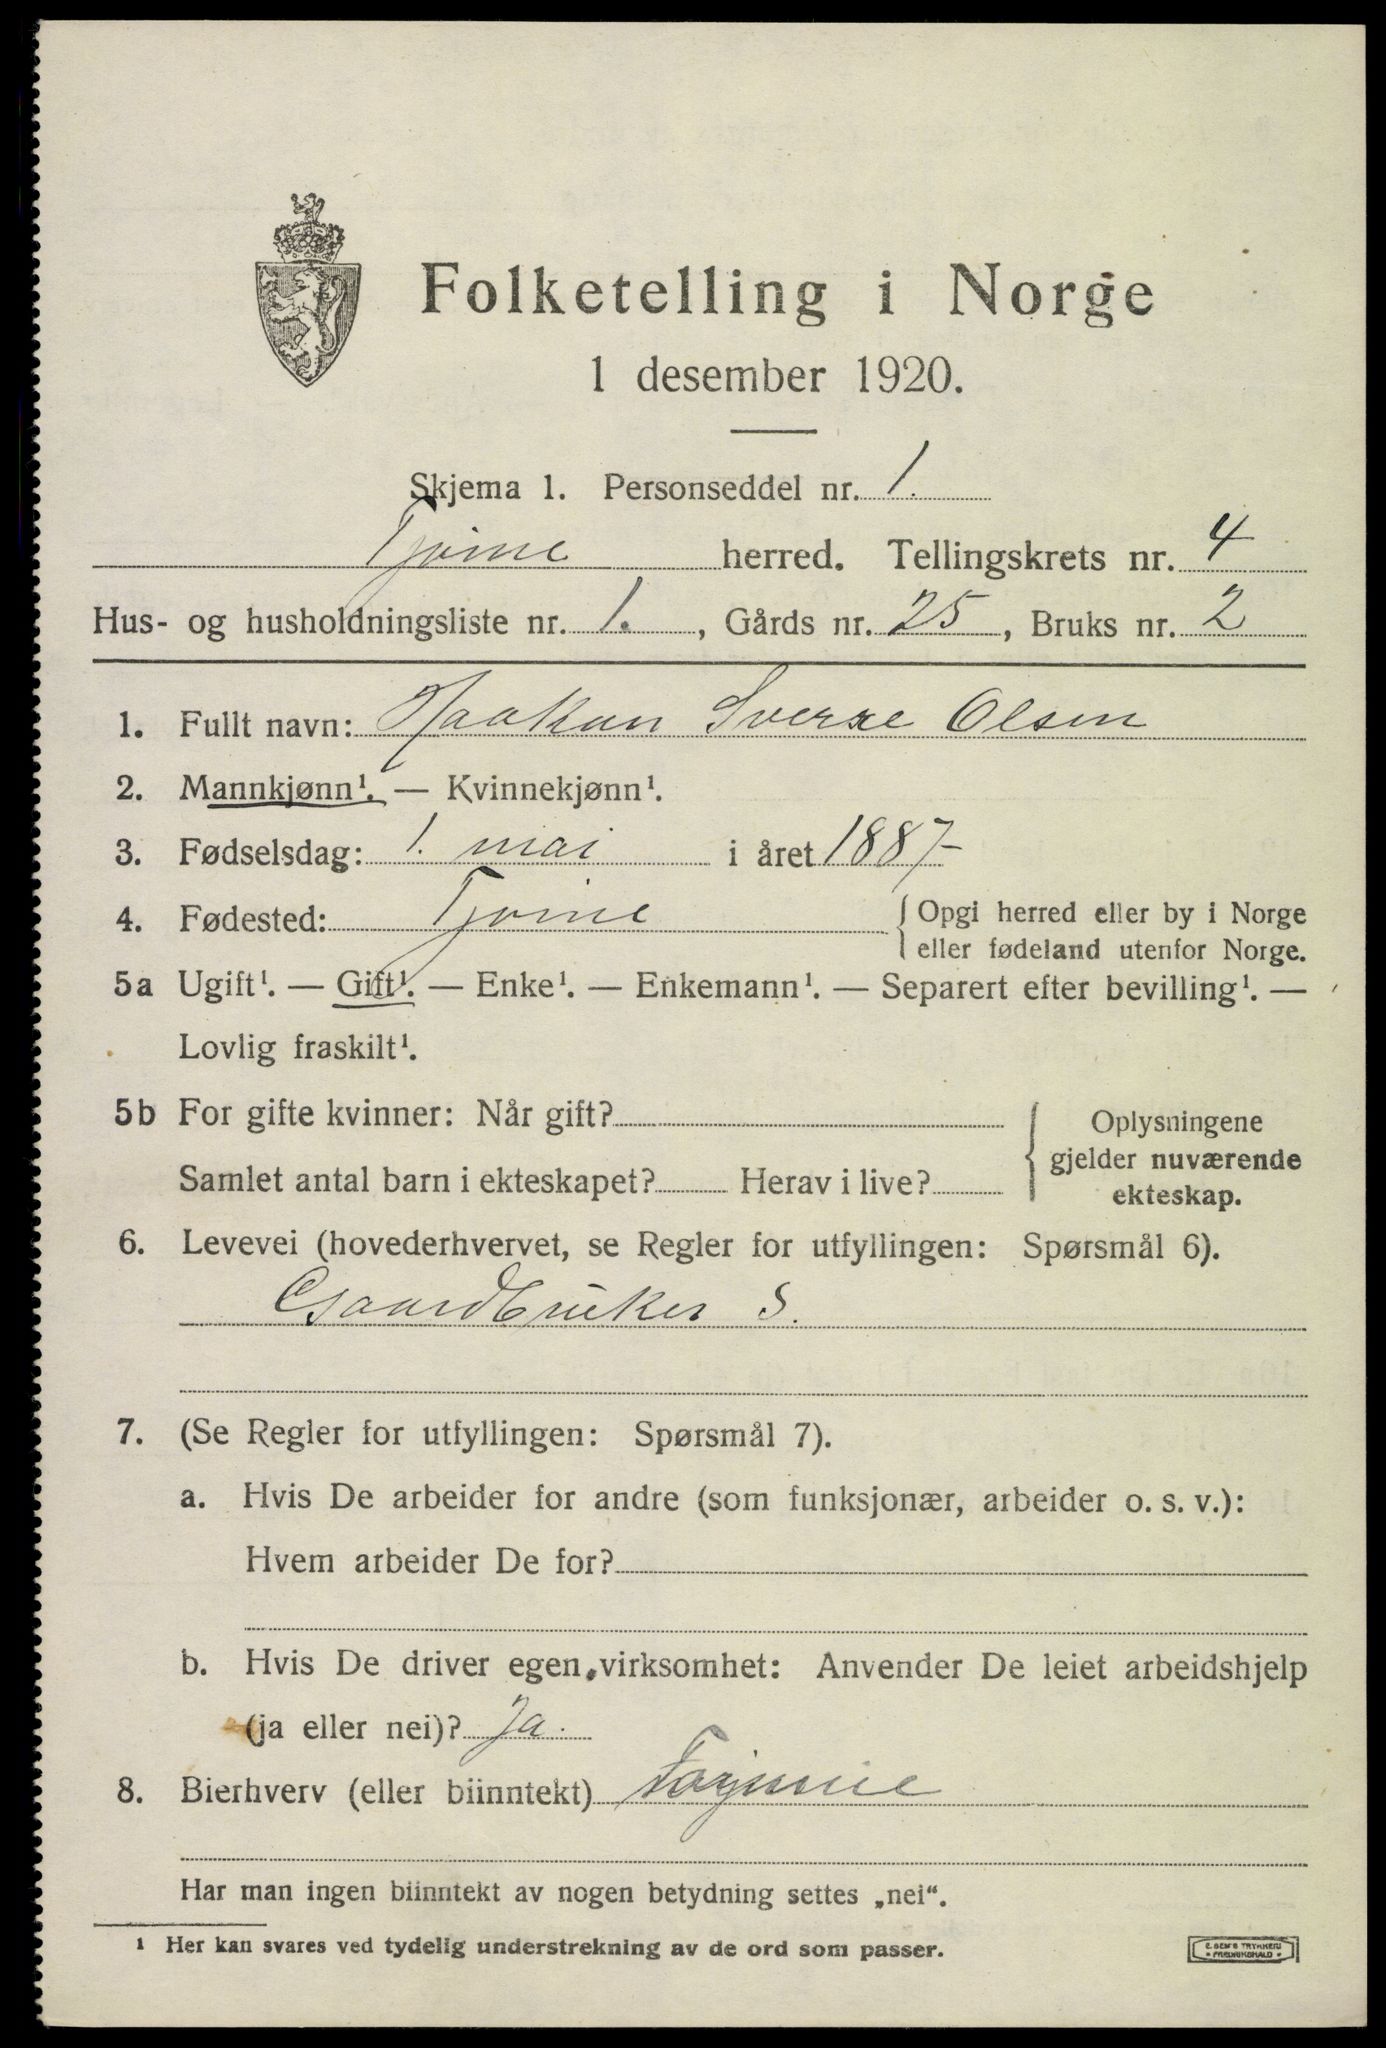 Folketelling i Norge
1 desember 1920.
Skjema 1. Personseddel nr. 1.
Tjøme herred. Tellingskrets nr. 4
Hus- og husholdningsliste nr. 1., Gårds nr. 25, Bruks nr. 2
1. Fullt navn: Haakon Sverre Olsen
2. Mannkjønn¹. — Kvinnekjønn¹.
3. Fødselsdag: 1. mai i året 1887
4. Fødested: Tjøme { Opgi herred eller by i Norge
eller fødeland utenfor Norge.
5a Ugift¹. — Gift¹. — Enke¹. — Enkemann¹. — Separert efter bevilling¹. —
Lovlig fraskilt¹.
5b For gifte kvinner: Når gift? { Oplysningene
gjelder nuværende
Samlet antal barn i ekteskapet? Herav i live?
ekteskap.
6. Levevei (hovederhvervet, se Regler for utfyllingen: Spørsmål 6).
Gaardbruker S.
7. (Se Regler for utfyllingen: Spørsmål 7).
a. Hvis De arbeider for andre (som funksjonær, arbeider o. s. v.):
Hvem arbeider De for?
b. Hvis De driver egen virksomhet: Anvender De leiet arbeidshjelp
(ja eller nei)? Ja.
8. Bierhverv (eller biinntekt)
Har man ingen biinntekt av nogen betydning settes „nei“.
¹ Her kan svares ved tydelig understrekning av de ord som passer.
E. SEM'S TRYKKERI
FREDRIKSHALD